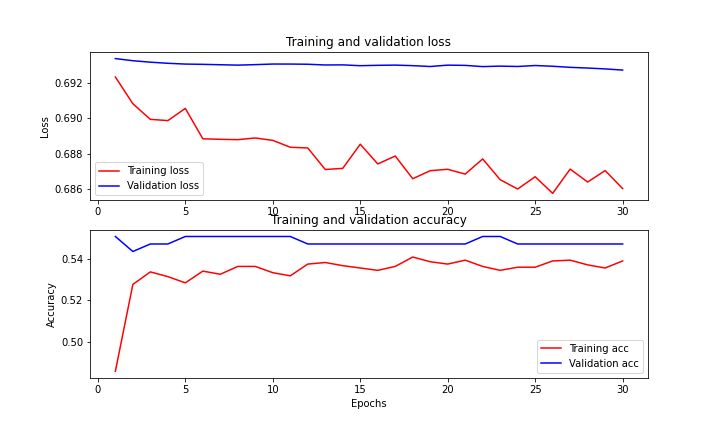 Training and validation loss
Loss
0.692
0.690
0.688
0.686
Training loss
Validation loss
0 5 10 15 20 25 30
Training and validation accuracy
Accuracy
0.54
0.52
0.50
Training acc
Validation acc
0 5 10 15 20 25 30
Epochs